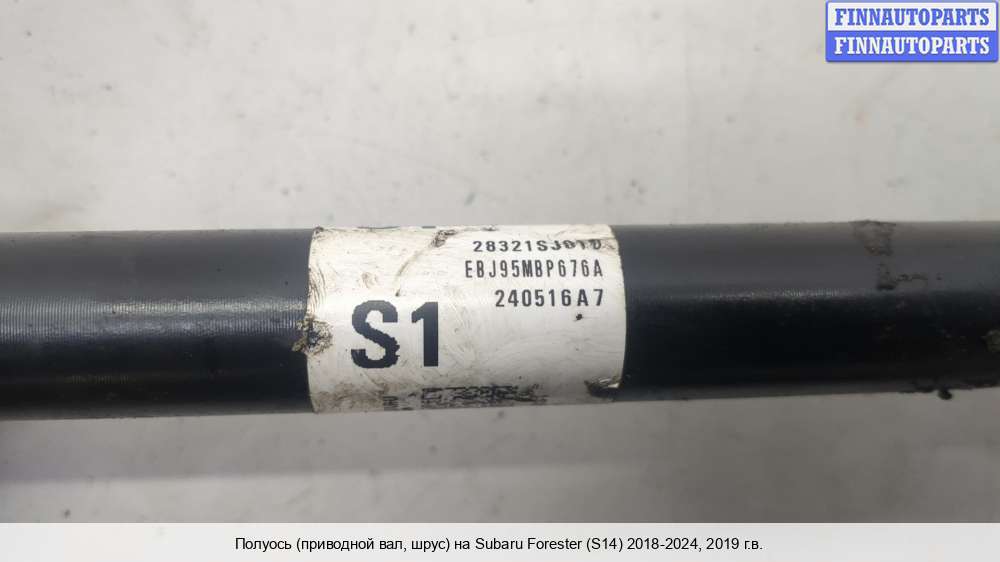 FINNAUTOPARTS
FINNAUTOPARTS
EBJ95MBP676A
240516A7
S1
Полуось (приводной вал, шрус) на Subaru Forester (S14) 2018-2024, 2019 г.в.